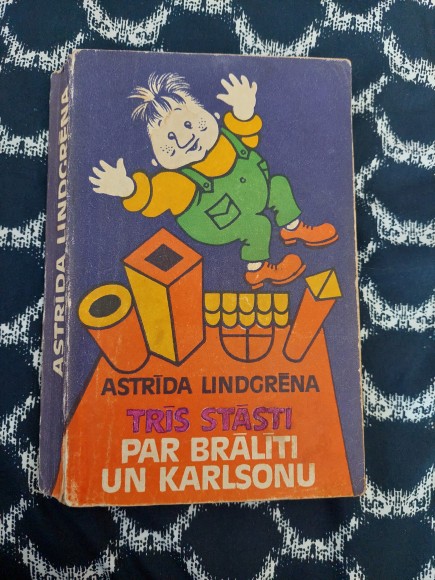 ASTRĪDA LINDGRĒNA
ASTRĪDA LINDGRĒNA
TRĪS STĀSTI
PAR BRĀLĪTI
UN KARLSONU